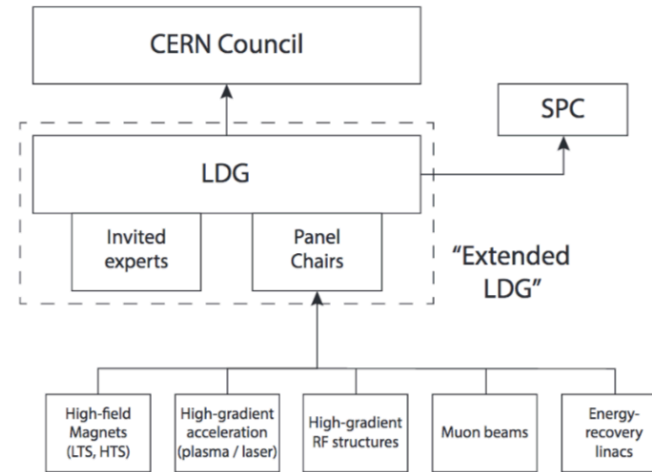 CERN Council
SPC
LDG
Invited
experts
Panel
Chairs
“Extended
LDG”
High-field
Magnets
(LTS, HTS)
High-gradient
acceleration
(plasma / laser)
High-gradient
RF structures
Muon beams
Energy-
recovery
linacs